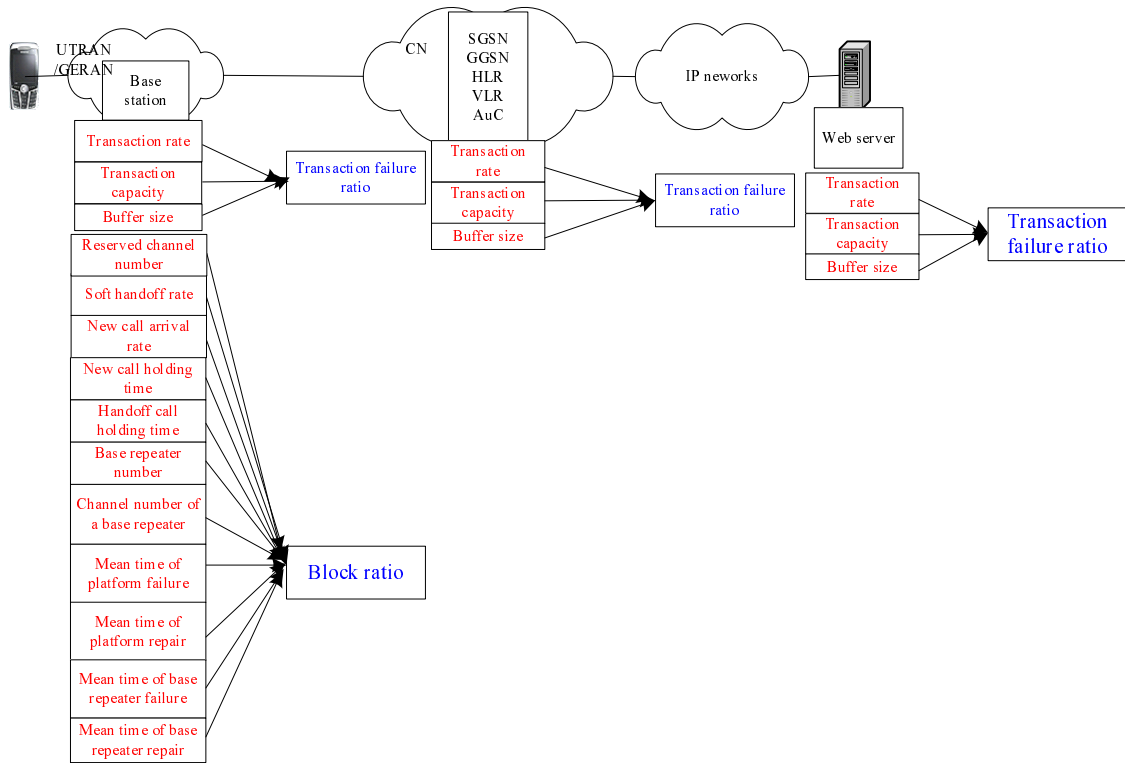 UTRAN
/GERAN
Base
station
CN
SGSN
GGSN
HLR
VLR
AuC
IP neworks
Web server
Transaction rate
Transaction
capacity
Buffer size
Transaction failure
ratio
Transaction
rate
Transaction
capacity
Buffer size
Transaction failure
ratio
Transaction
rate
Transaction
capacity
Buffer size
Transaction
failure ratio
Reserved channel
number
Soft handoff rate
New call arrival
rate
New call holding
time
Handoff call
holding time
Base repeater
number
Channel number of
a base repeater
Mean time of
platform failure
Mean time of
platform repair
Mean time of base
repeater failure
Mean time of base
repeater repair
Block ratio